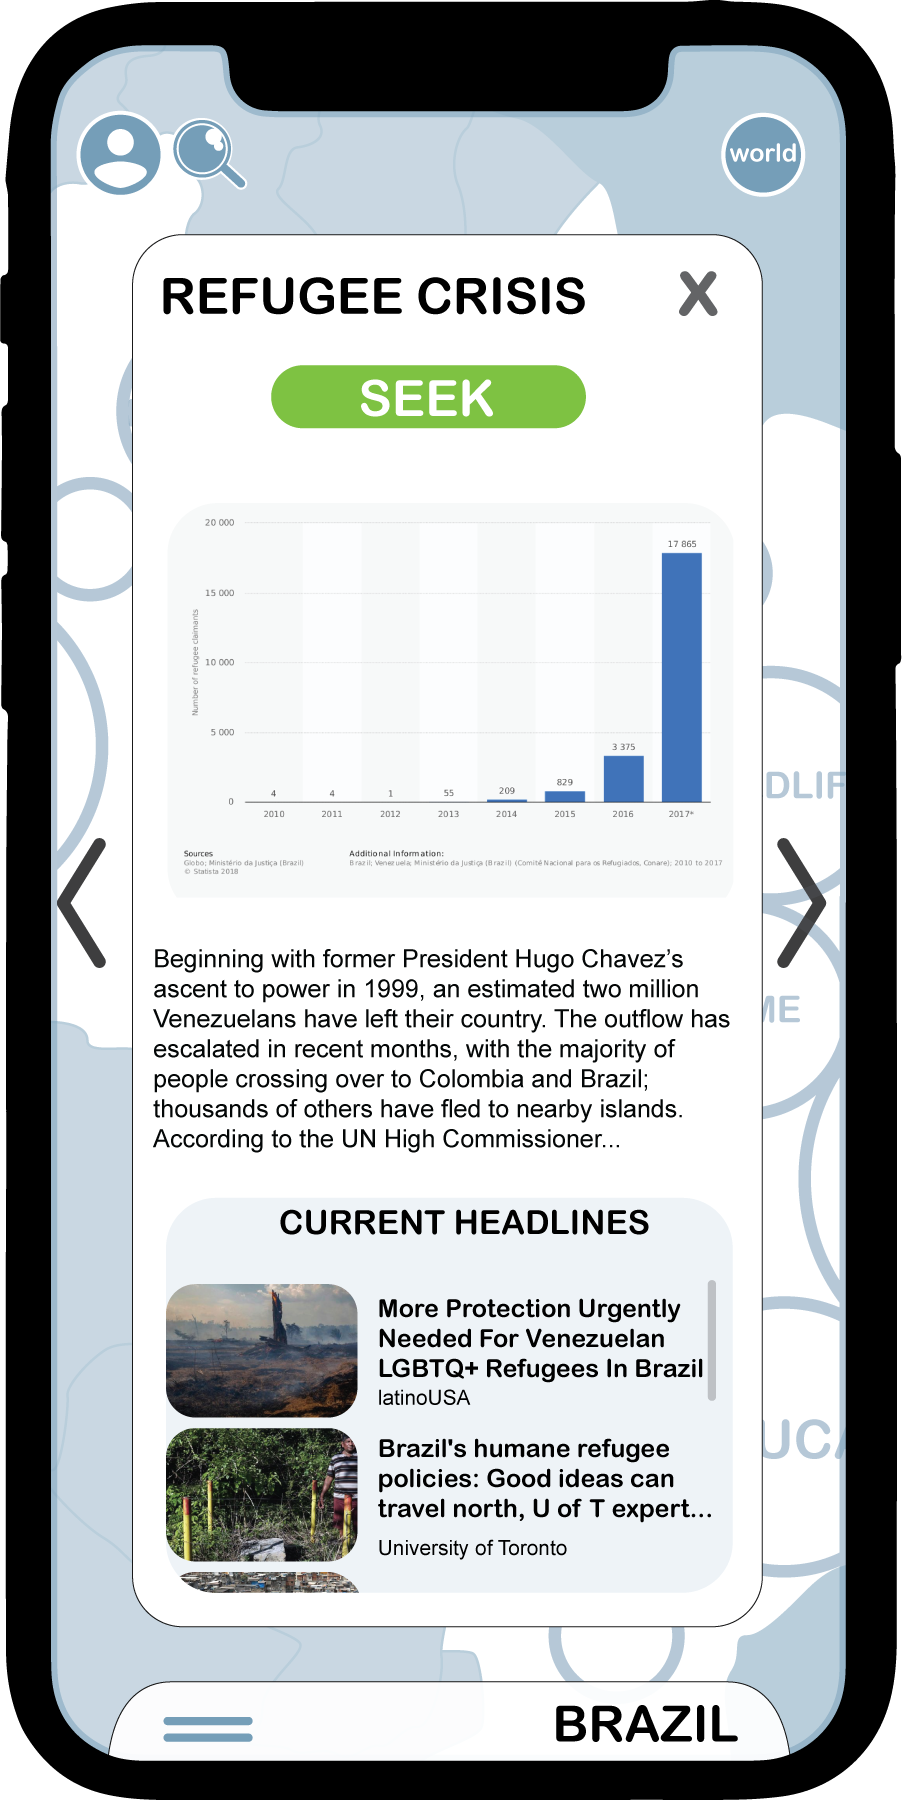 world
REFUGEE CRISIS
X
SEEK
20 000
15 000
10 000
5 000
0
Number of refugee claimants
4
4
1
55
209
829
3 375
17 865
2010
2011
2012
2013
2014
2015
2016
2017*
Sources
Globo; Ministério da Justiça (Brazil)
© Statista 2018
Additional Information:
Brazil; Venezuela; Ministério da Justiça (Brazil) (Comitê Nacional para os Refugiados, Conare); 2010 to 2017
DLIF
ME
UCA
Beginning with former President Hugo Chavez’s
ascent to power in 1999, an estimated two million
Venezuelans have left their country. The outflow has
escalated in recent months, with the majority of
people crossing over to Colombia and Brazil;
thousands of others have fled to nearby islands.
According to the UN High Commissioner...
CURRENT HEADLINES
More Protection Urgently
Needed For Venezuelan
LGBTQ+ Refugees In Brazil
latinoUSA
Brazil's humane refugee
policies: Good ideas can
travel north, U of T expert...
University of Toronto
BRAZIL